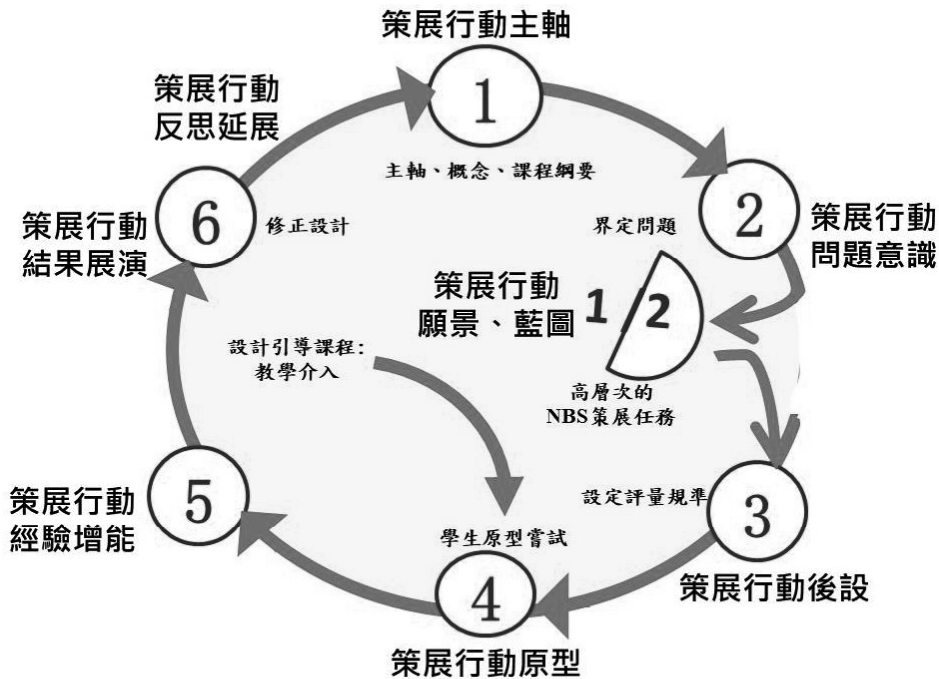 策展行動主軸
1
主軸、概念、課程綱要
2
策展行動
問題意識
界定問題
策展行動
願景、藍圖
1/2
高層次的
NBS策展任務
3
設定評量規準
策展行動後設
設計引導課程:
教學介入
學生原型嘗試
4
策展行動原型
5
策展行動
經驗增能
6
修正設計
策展行動
結果展演
策展行動
反思延展